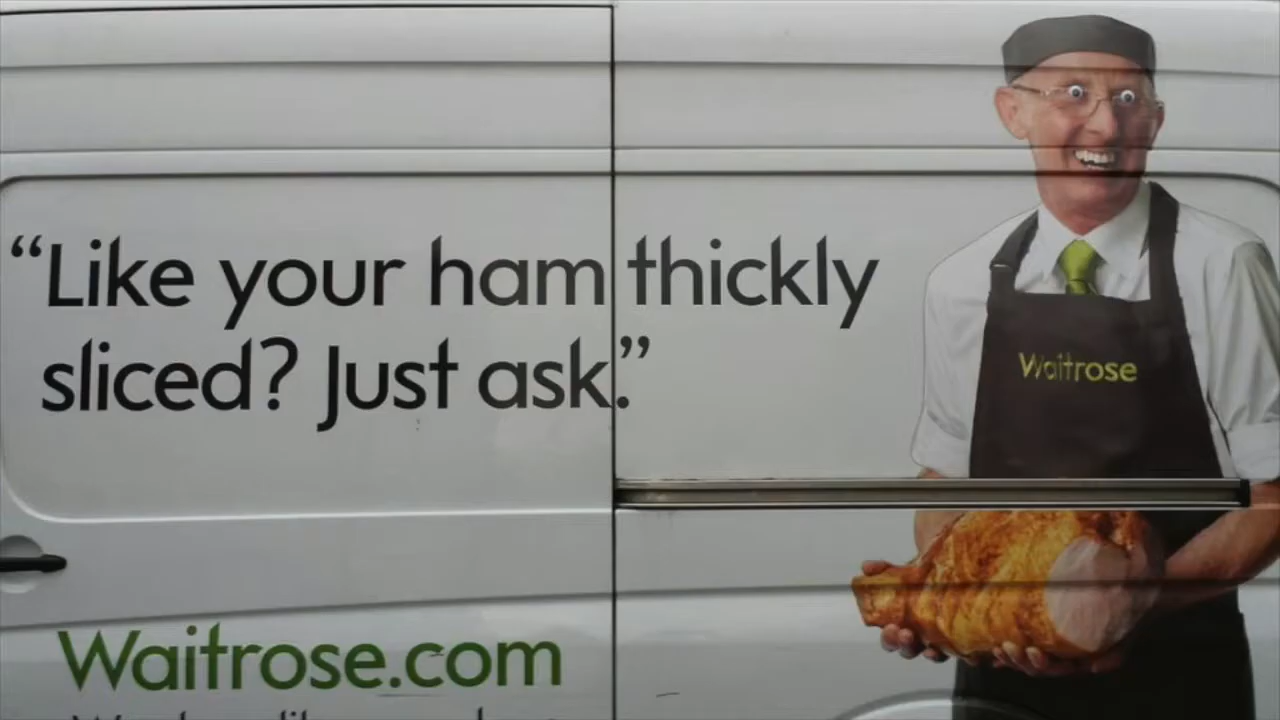 “Like your ham thickly
sliced? Just ask.”
Waitrose
Waitrose.com